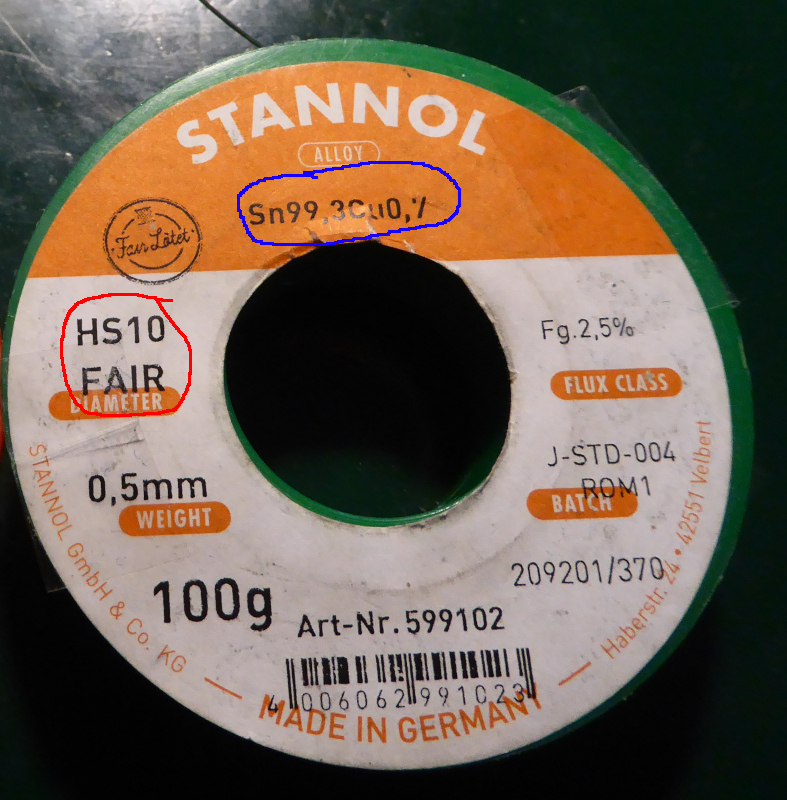 STANNOL
ALLOY
Sn99,3Cu0,7
Fair Lötet
HS10
FAIR
Fg.2,5%
DIAMETER
FLUX CLASS
0,5mm
J-STD-004
ROM1
WEIGHT
BATCH
100g
209201/370
Art-Nr.599102
4 006062 991023
STANNOL GmbH & Co. KG — MADE IN GERMANY — Haberstr. 24 • 42551 Velbert